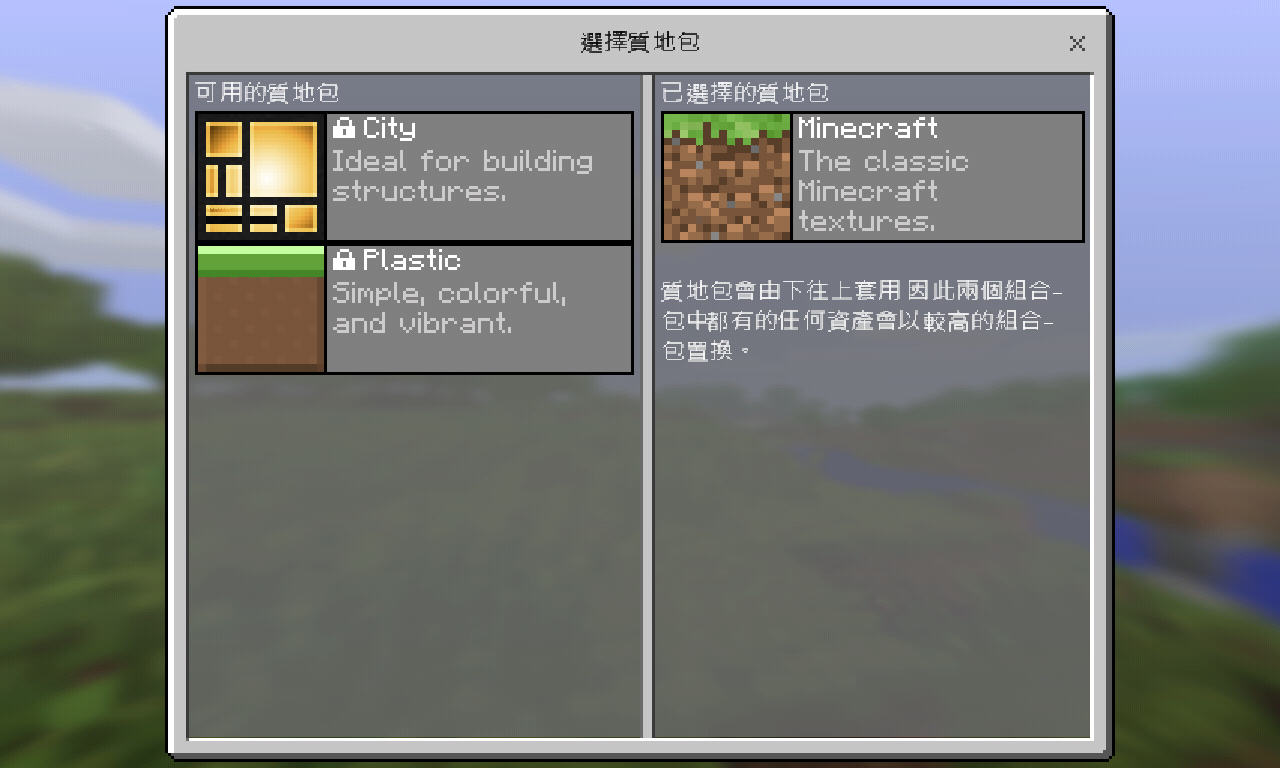 選擇質地包
可用的質地包
City
Ideal for building
structures.
Plastic
Simple, colorful,
and vibrant.
已選擇的質地包
Minecraft
The classic
Minecraft
textures.
質地包會由下往上套用 因此兩個組合-
包中都有的任何資產會以較高的組合-
包置換。